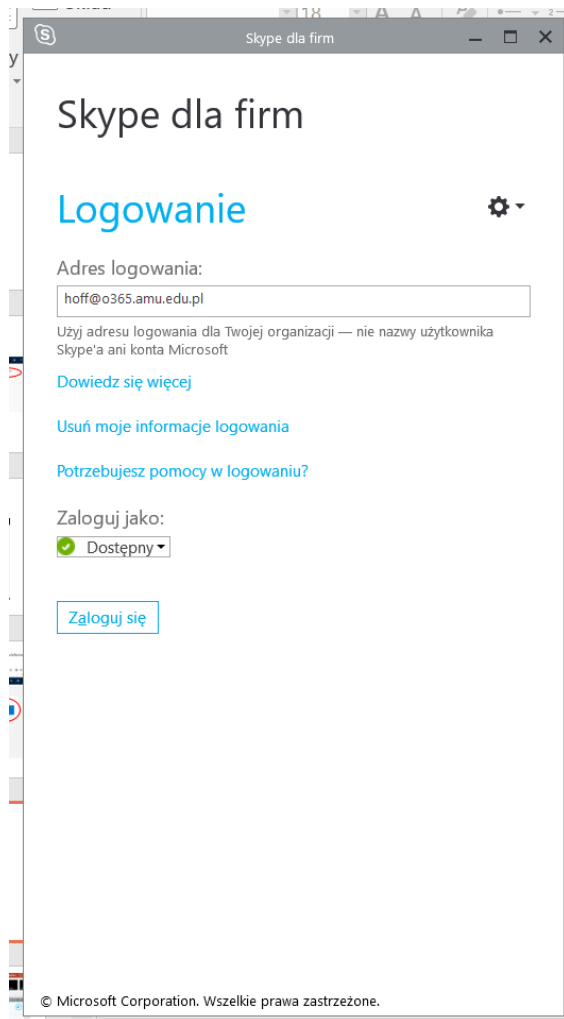 18
Skype dla firm
y
Skype dla firm
Logowanie
Adres logowania:
hoff@o365.amu.edu.pl
Użyj adresu logowania dla Twojej organizacji — nie nazwy użytkownika
Skype'a ani konta Microsoft
Dowiedz się więcej
Usuń moje informacje logowania
Potrzebujesz pomocy w logowaniu?
Zaloguj jako:
Dostępny
Zaloguj się
© Microsoft Corporation. Wszelkie prawa zastrzeżone.